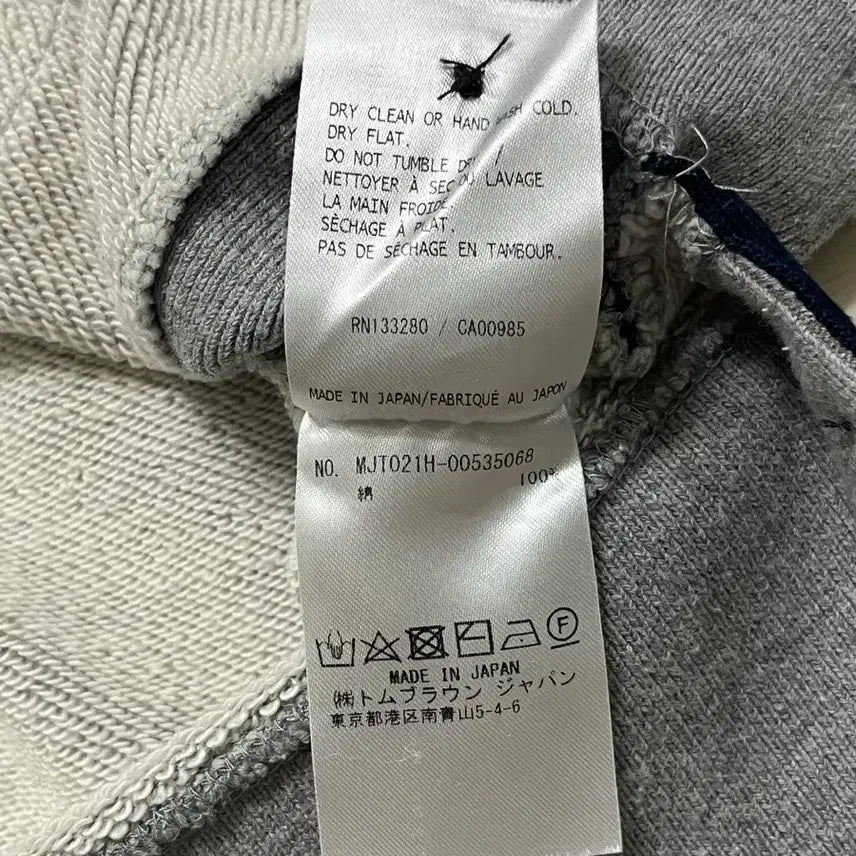 DRY CLEAN OR HAND WASH COLD.
DRY FLAT.
DO NOT TUMBLE DRY
NETTOYER À SEC OU LAVAGE
LA MAIN FROIDE.
SÉCHAGE À PLAT.
PAS DE SÉCHAGE EN TAMBOUR.
RN133280 / CA00985
MADE IN JAPAN/FABRIQUÉ AU JAPON
NO. MJT021H-00535068
100%
F
MADE IN JAPAN
(株)トムブラウン ジャパン
東京都港区南青山5-4-6